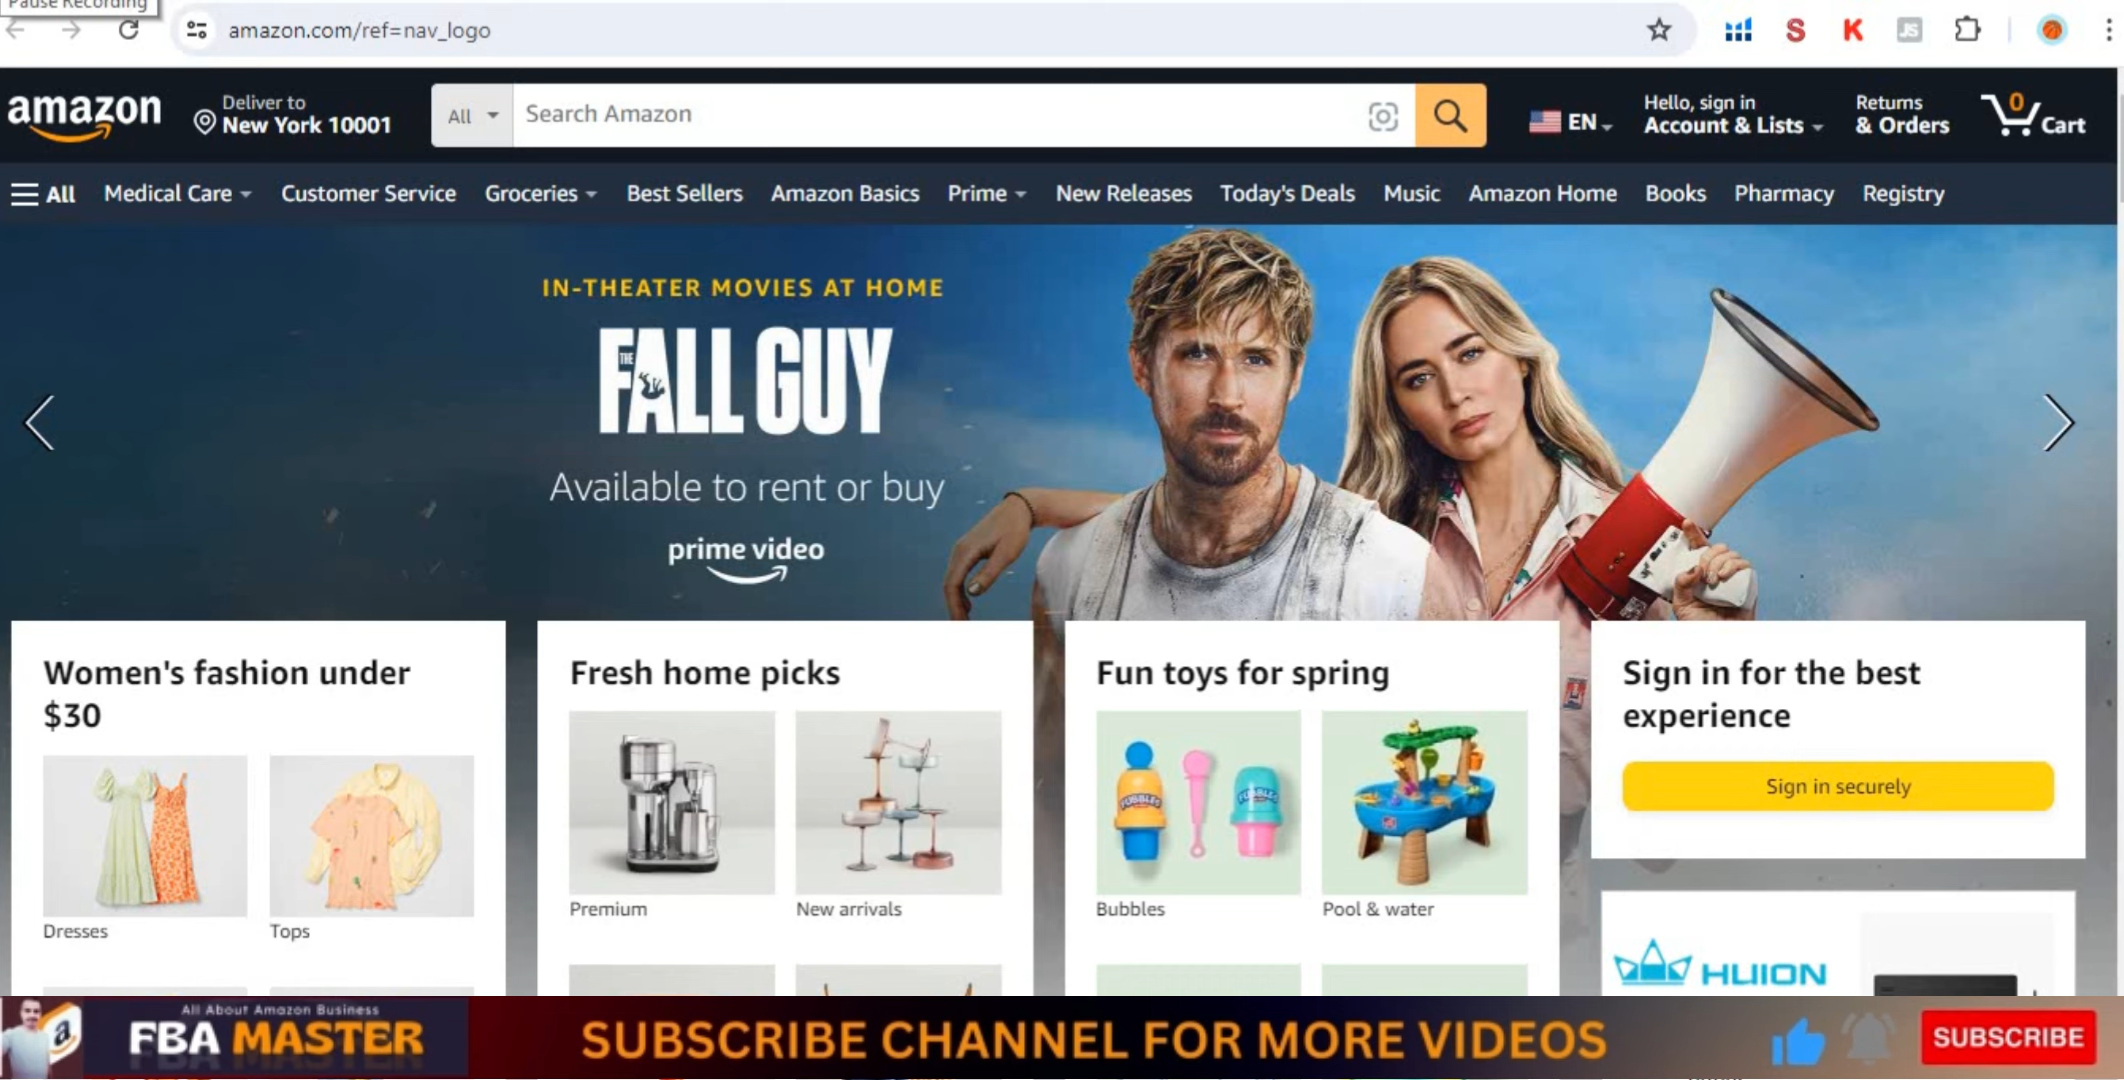 Pause Recording
amazon.com/ref=nav_logo
amazon
Deliver to
New York 10001
All
Search Amazon
EN
Hello, sign in
Account & Lists
Returns
& Orders
0
Cart
All
Medical Care
Customer Service
Groceries
Best Sellers
Amazon Basics
Prime
New Releases
Today's Deals
Music
Amazon Home
Books
Pharmacy
Registry
IN-THEATER MOVIES AT HOME
THE FALL GUY
Available to rent or buy
prime video
Women's fashion under
$30
Dresses
Tops
Fresh home picks
Premium
New arrivals
Fun toys for spring
FUBBLES
FUBBLES
Bubbles
Pool & water
Sign in for the best
experience
Sign in securely
HUION
All About Amazon Business
FBA MASTER
SUBSCRIBE CHANNEL FOR MORE VIDEOS
SUBSCRIBE